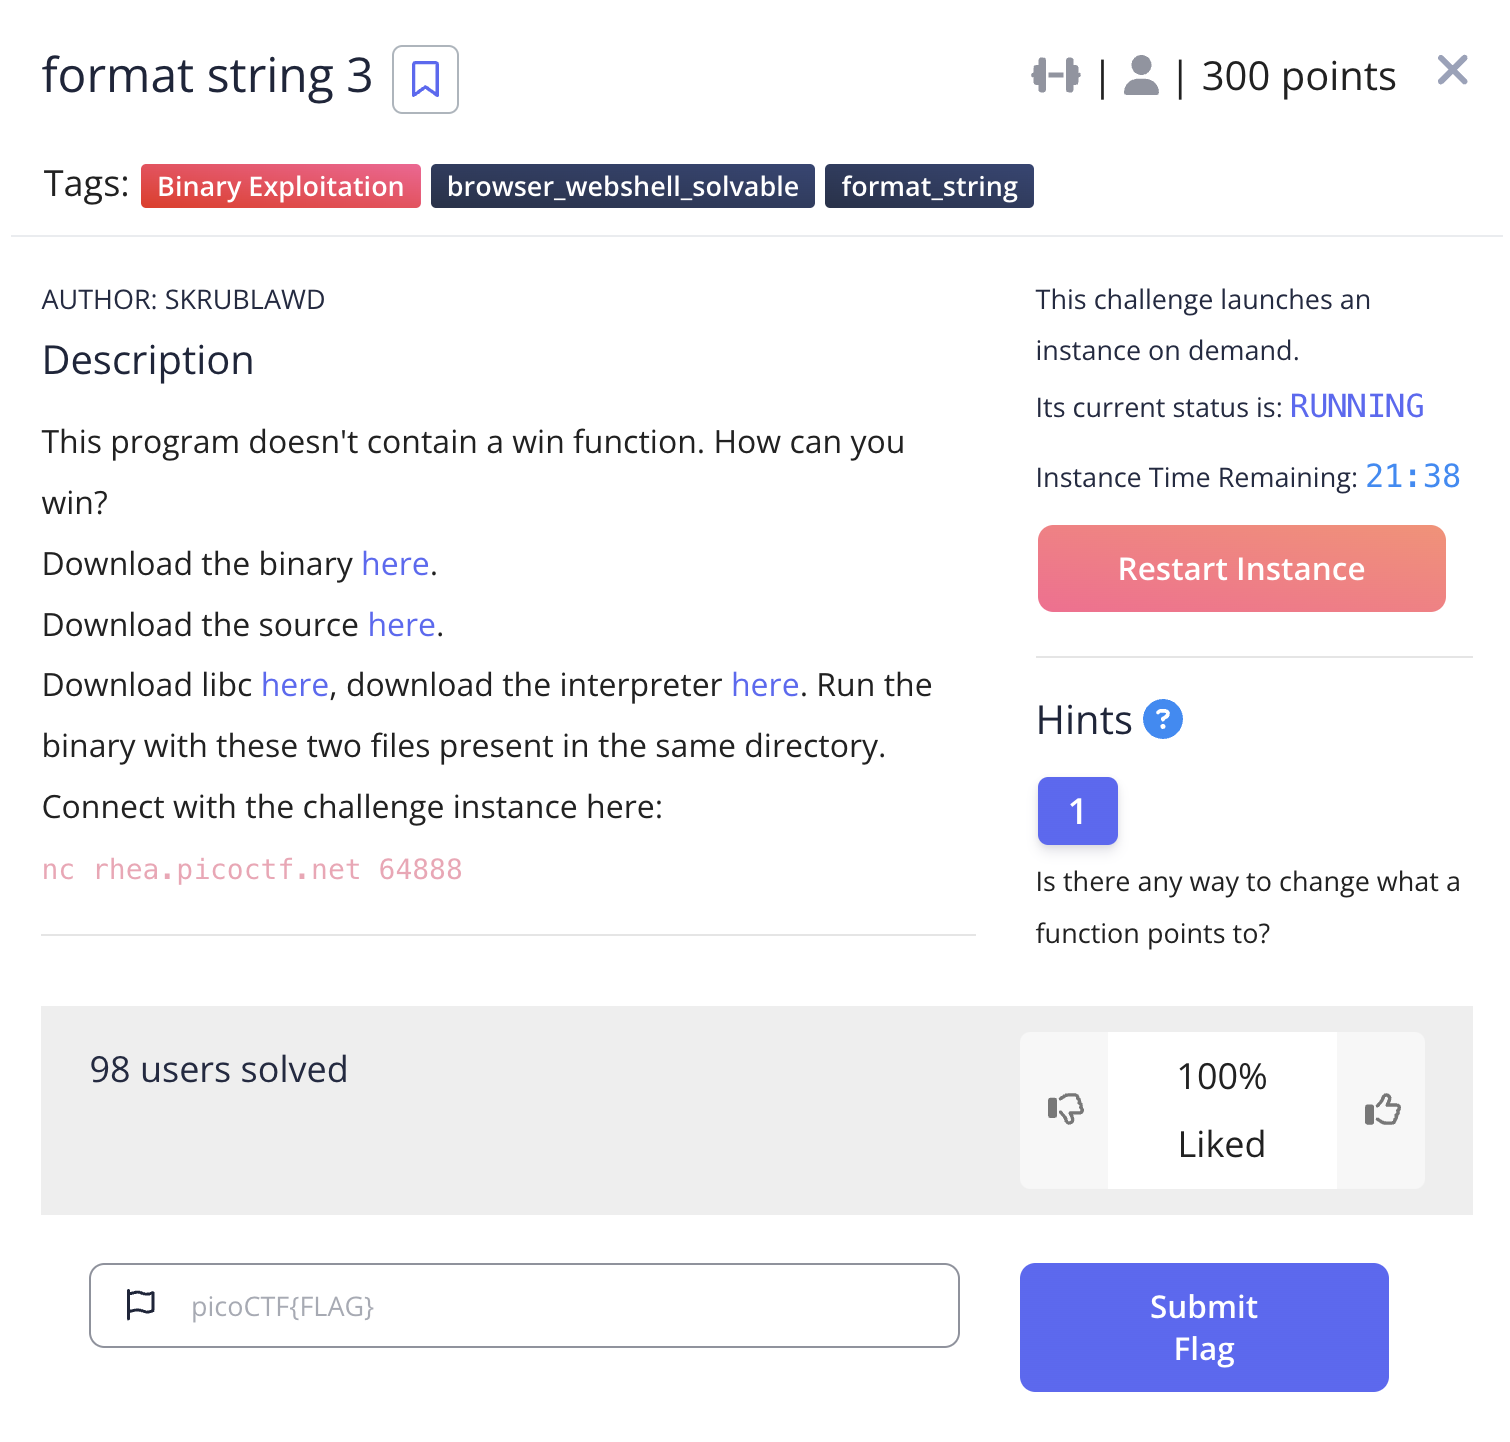 format string 3
| | 300 points
Tags: Binary Exploitation browser_webshell_solvable format_string
AUTHOR: SKRUBLAWD
Description
This program doesn't contain a win function. How can you
win?
Download the binary here.
Download the source here.
Download libc here, download the interpreter here. Run the
binary with these two files present in the same directory.
Connect with the challenge instance here:
nc rhea.picoctf.net 64888
This challenge launches an
instance on demand.
Its current status is: RUNNING
Instance Time Remaining: 21:38
Restart Instance
Hints ?
1
Is there any way to change what a
function points to?
98 users solved
100%
Liked
picoCTF{FLAG}
Submit
Flag